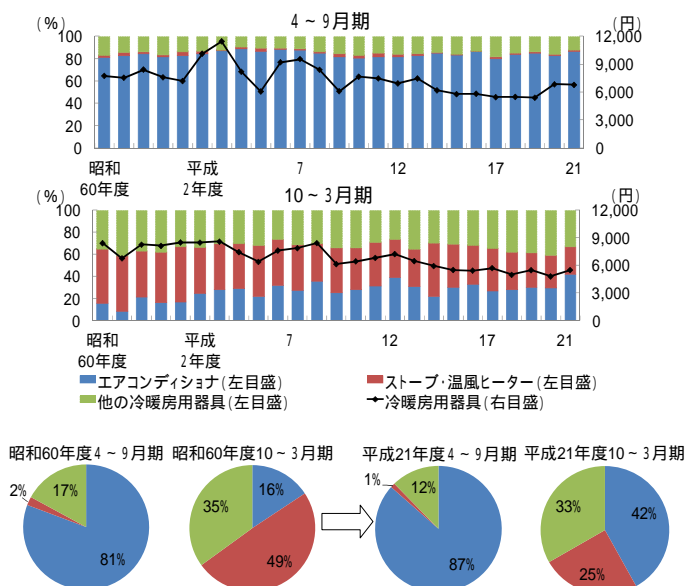 4～9月期
(%) (円)
100 12,000
80 9,000
60 6,000
40
20 3,000
0 0
昭和 平成 7 12 17 21
60年度 2年度
10～3月期
(%) (円)
100 12,000
80 9,000
60 6,000
40
20 3,000
0 0
昭和 平成 7 12 17 21
60年度 2年度
エアコンディショナ(左目盛) ストーブ・温風ヒーター(左目盛)
他の冷暖房用器具(左目盛) 冷暖房用器具(右目盛)
昭和60年度4～9月期 昭和60年度10～3月期 平成21年度4～9月期 平成21年度10～3月期
2% 17% 81%
35% 16% 49%
1% 12% 87%
33% 42% 25%